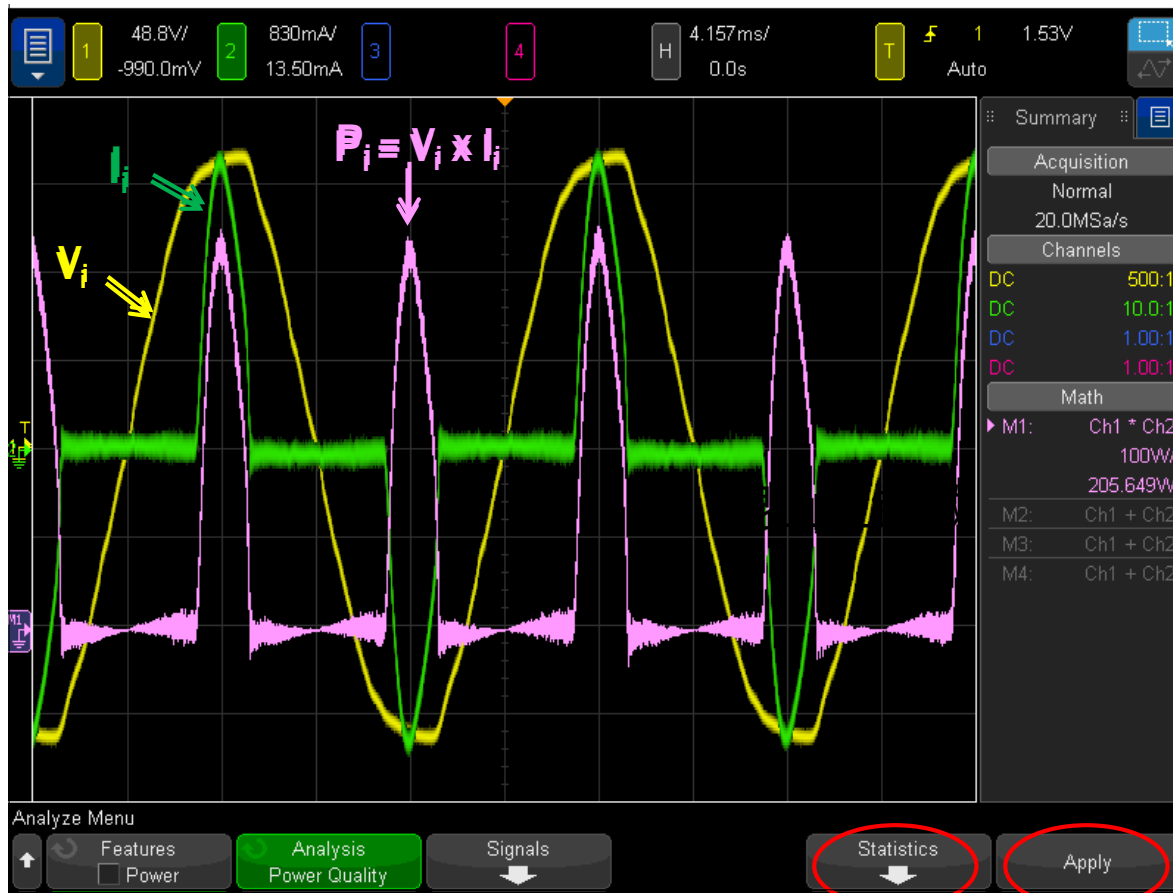 1 48.8V/ 2 830mA/ 3 4 H 4.157ms/ T 1 1.53V
-990.0mV 13.50mA 0.0s Auto
Summary
Acquisition
Normal
20.0MSa/s
Channels
DC 500:1
DC 10.0:1
DC 1.00:1
DC 1.00:1
Math
M1: Ch1 * Ch2
100W/
205.649W
M2: Ch1 + Ch2
M3: Ch1 + Ch2
M4: Ch1 + Ch2
Pi = Vi x Ii
Ii
Vi
T
M1
Analyze Menu
Features
Power
Analysis
Power Quality
Signals
Statistics
Apply